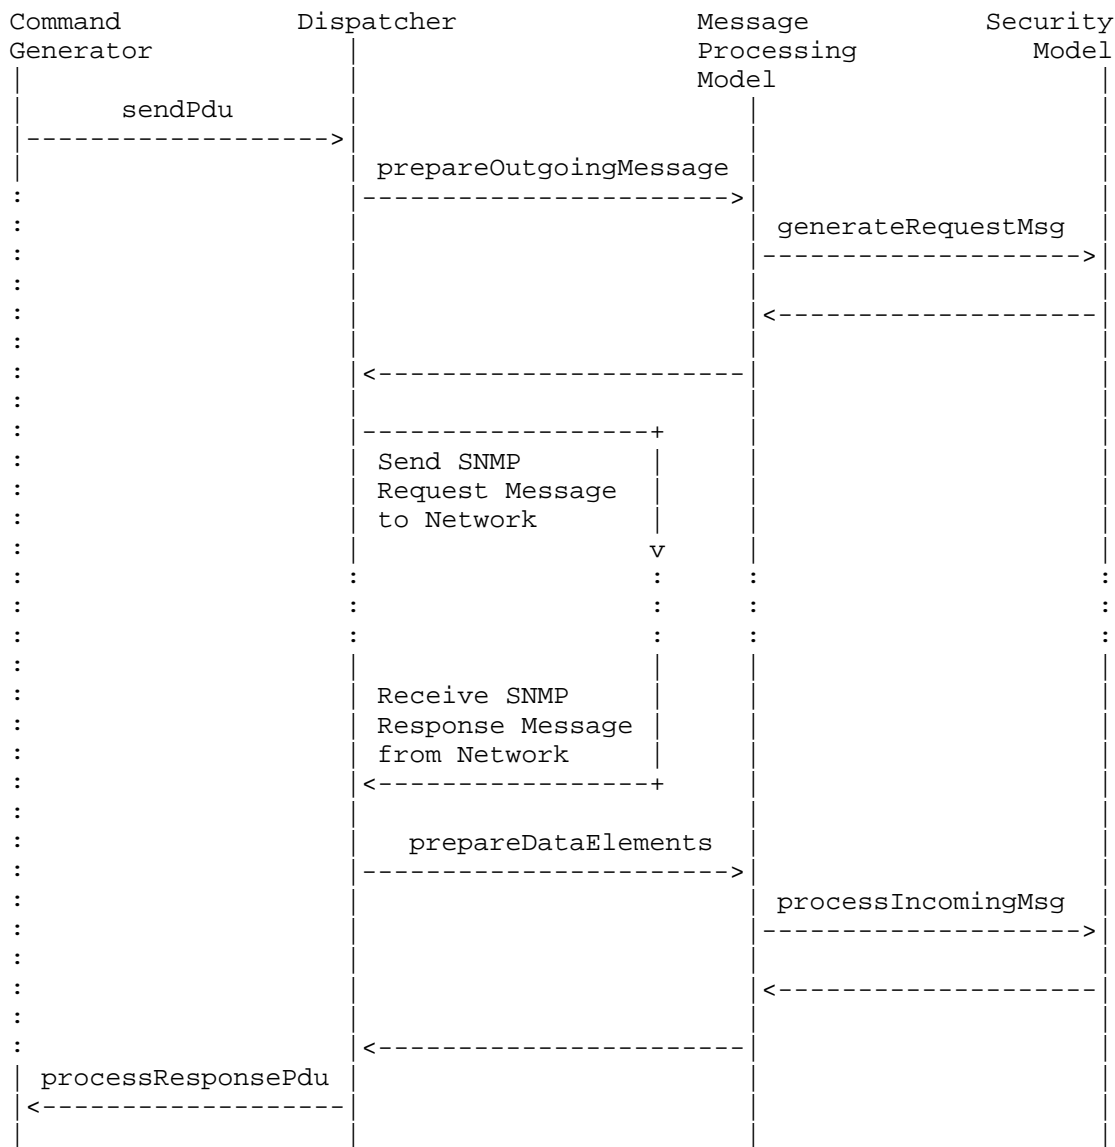 Command Dispatcher Message Security
Generator Processing Model
Model
sendPdu
prepareOutgoingMessage
generateRequestMsg
Send SNMP
Request Message
to Network
Receive SNMP
Response Message
from Network
prepareDataElements
processIncomingMsg
processResponsePdu